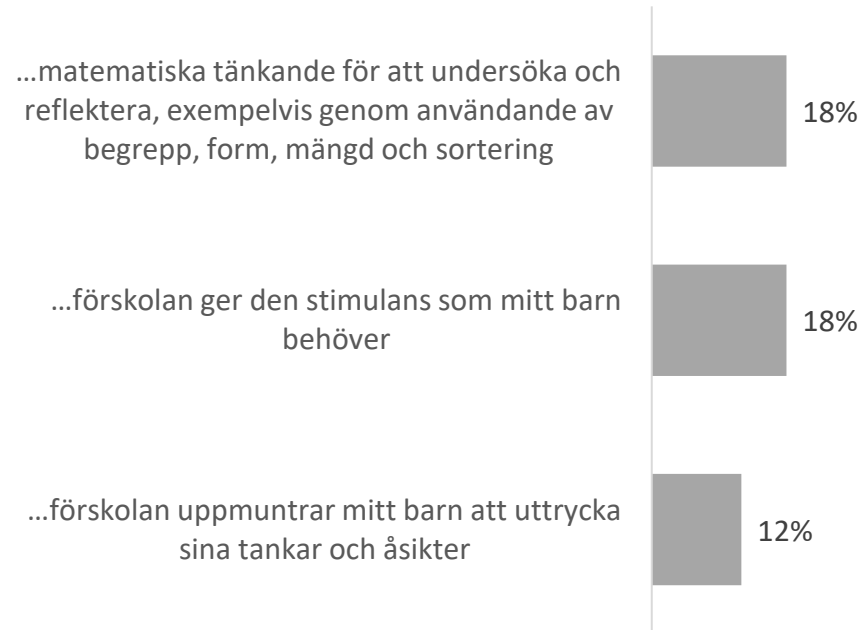 …matematiska tänkande för att undersöka och
reflektera, exempelvis genom användande av
begrepp, form, mängd och sortering
18%
…förskolan ger den stimulans som mitt barn
behöver
18%
…förskolan uppmuntrar mitt barn att uttrycka
sina tankar och åsikter
12%